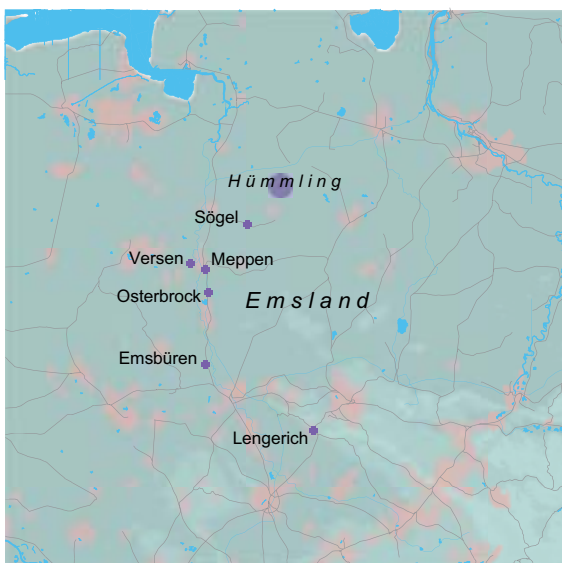 Hümmling
Sögel
Versen
Meppen
Osterbrock
Emsland
Emsbüren
Lengerich